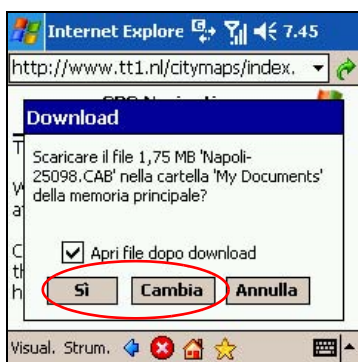 Internet Explore 7.45
http://www.tt1.nl/citymaps/index.
Download
Scaricare il file 1,75 MB 'Napoli-
25098.CAB' nella cartella 'My Documents'
della memoria principale?
Apri file dopo download
Sì Cambia Annulla
Visual. Strum.